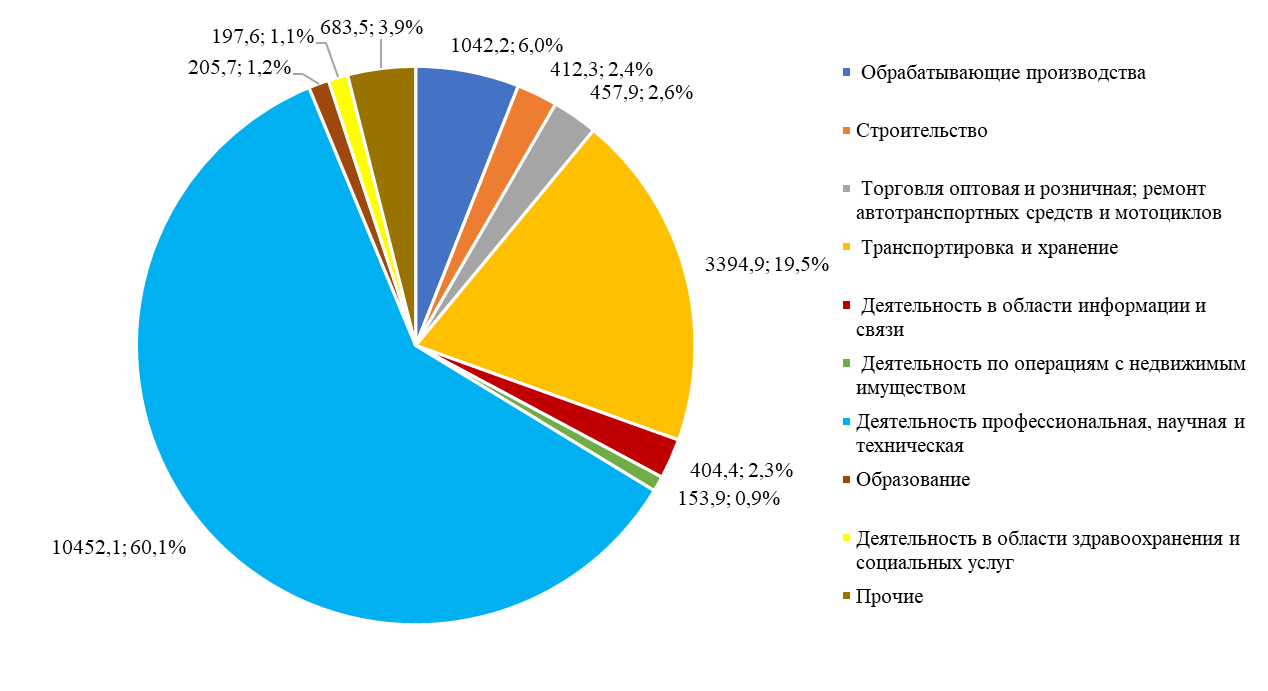 683,5; 3,9%
197,6; 1,1%
205,7; 1,2%
1042,2; 6,0%
412,3; 2,4%
457,9; 2,6%
3394,9; 19,5%
404,4; 2,3%
153,9; 0,9%
10452,1; 60,1%
Обрабатывающие производства
Строительство
Торговля оптовая и розничная; ремонт
автотранспортных средств и мотоциклов
Транспортировка и хранение
Деятельность в области информации и
связи
Деятельность по операциям с недвижимым
имуществом
Деятельность профессиональная, научная и
техническая
Образование
Деятельность в области здравоохранения и
социальных услуг
Прочие